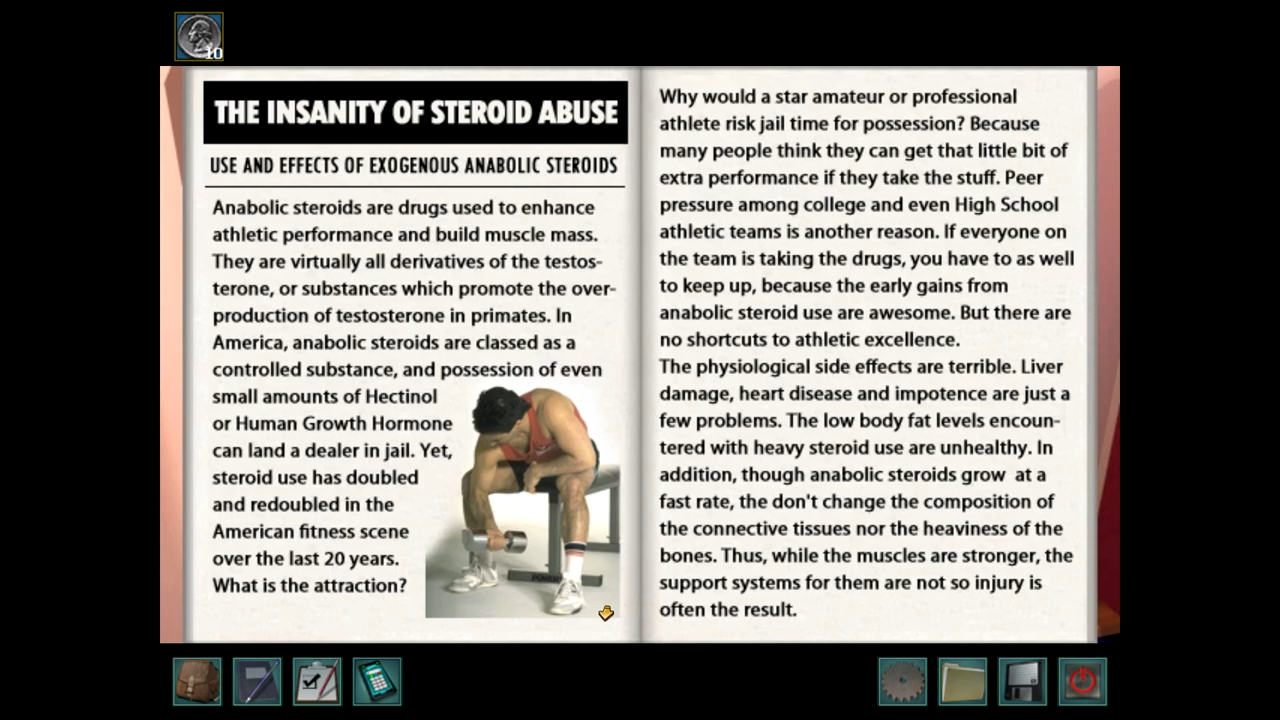 10
THE INSANITY OF STEROID ABUSE
USE AND EFFECTS OF EXOGENOUS ANABOLIC STEROIDS
Anabolic steroids are drugs used to enhance
athletic performance and build muscle mass.
They are virtually all derivatives of the testos-
terone, or substances which promote the over-
production of testosterone in primates. In
America, anabolic steroids are classed as a
controlled substance, and possession of even
small amounts of Hectinol
or Human Growth Hormone
can land a dealer in jail. Yet,
steroid use has doubled
and redoubled in the
American fitness scene
over the last 20 years.
What is the attraction?
Why would a star amateur or professional
athlete risk jail time for possession? Because
many people think they can get that little bit of
extra performance if they take the stuff. Peer
pressure among college and even High School
athletic teams is another reason. If everyone on
the team is taking the drugs, you have to as well
to keep up, because the early gains from
anabolic steroid use are awesome. But there are
no shortcuts to athletic excellence.
The physiological side effects are terrible. Liver
damage, heart disease and impotence are just a
few problems. The low body fat levels encoun-
tered with heavy steroid use are unhealthy. In
addition, though anabolic steroids grow  at a
fast rate, the don't change the composition of
the connective tissues nor the heaviness of the
bones. Thus, while the muscles are stronger, the
support systems for them are not so injury is
often the result.